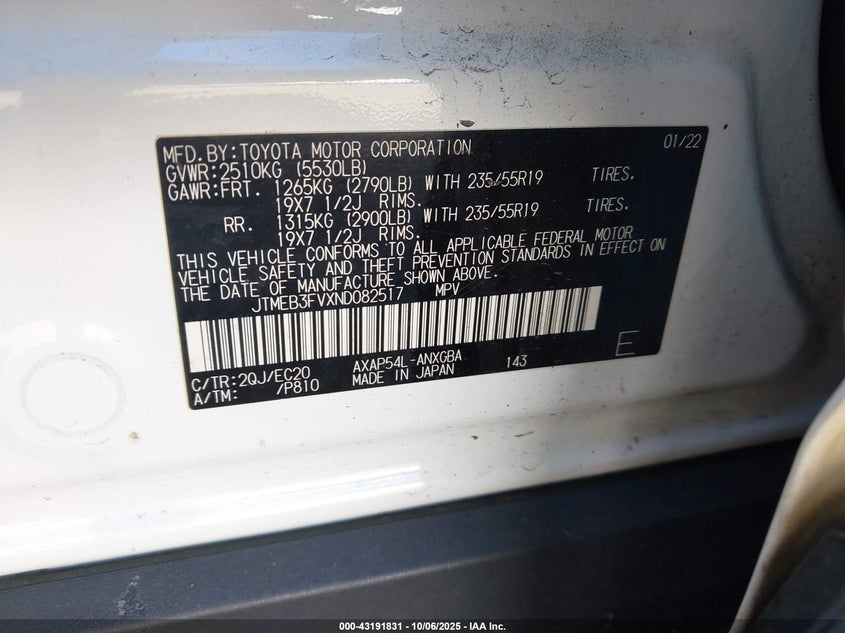 MFD.BY:TOYOTA MOTOR CORPORATION 01/22
GVWR:2510KG (5530LB)
GAWR:FRT. 1265KG (2790LB) WITH 235/55R19 TIRES,
19X7 1/2J RIMS.
RR. 1315KG (2900LB) WITH 235/55R19 TIRES,
19X7 1/2J RIMS.
THIS VEHICLE CONFORMS TO ALL APPLICABLE FEDERAL MOTOR
VEHICLE SAFETY AND THEFT PREVENTION STANDARDS IN EFFECT ON
THE DATE OF MANUFACTURE SHOWN ABOVE.
JTMEB3FVXND082517 MPV
C/TR:2QJ/EC20 AXAP54L-ANXGBA 143 E
A/TM: /P810 MADE IN JAPAN
000-43191831 - 10/06/2025 - IAA Inc.